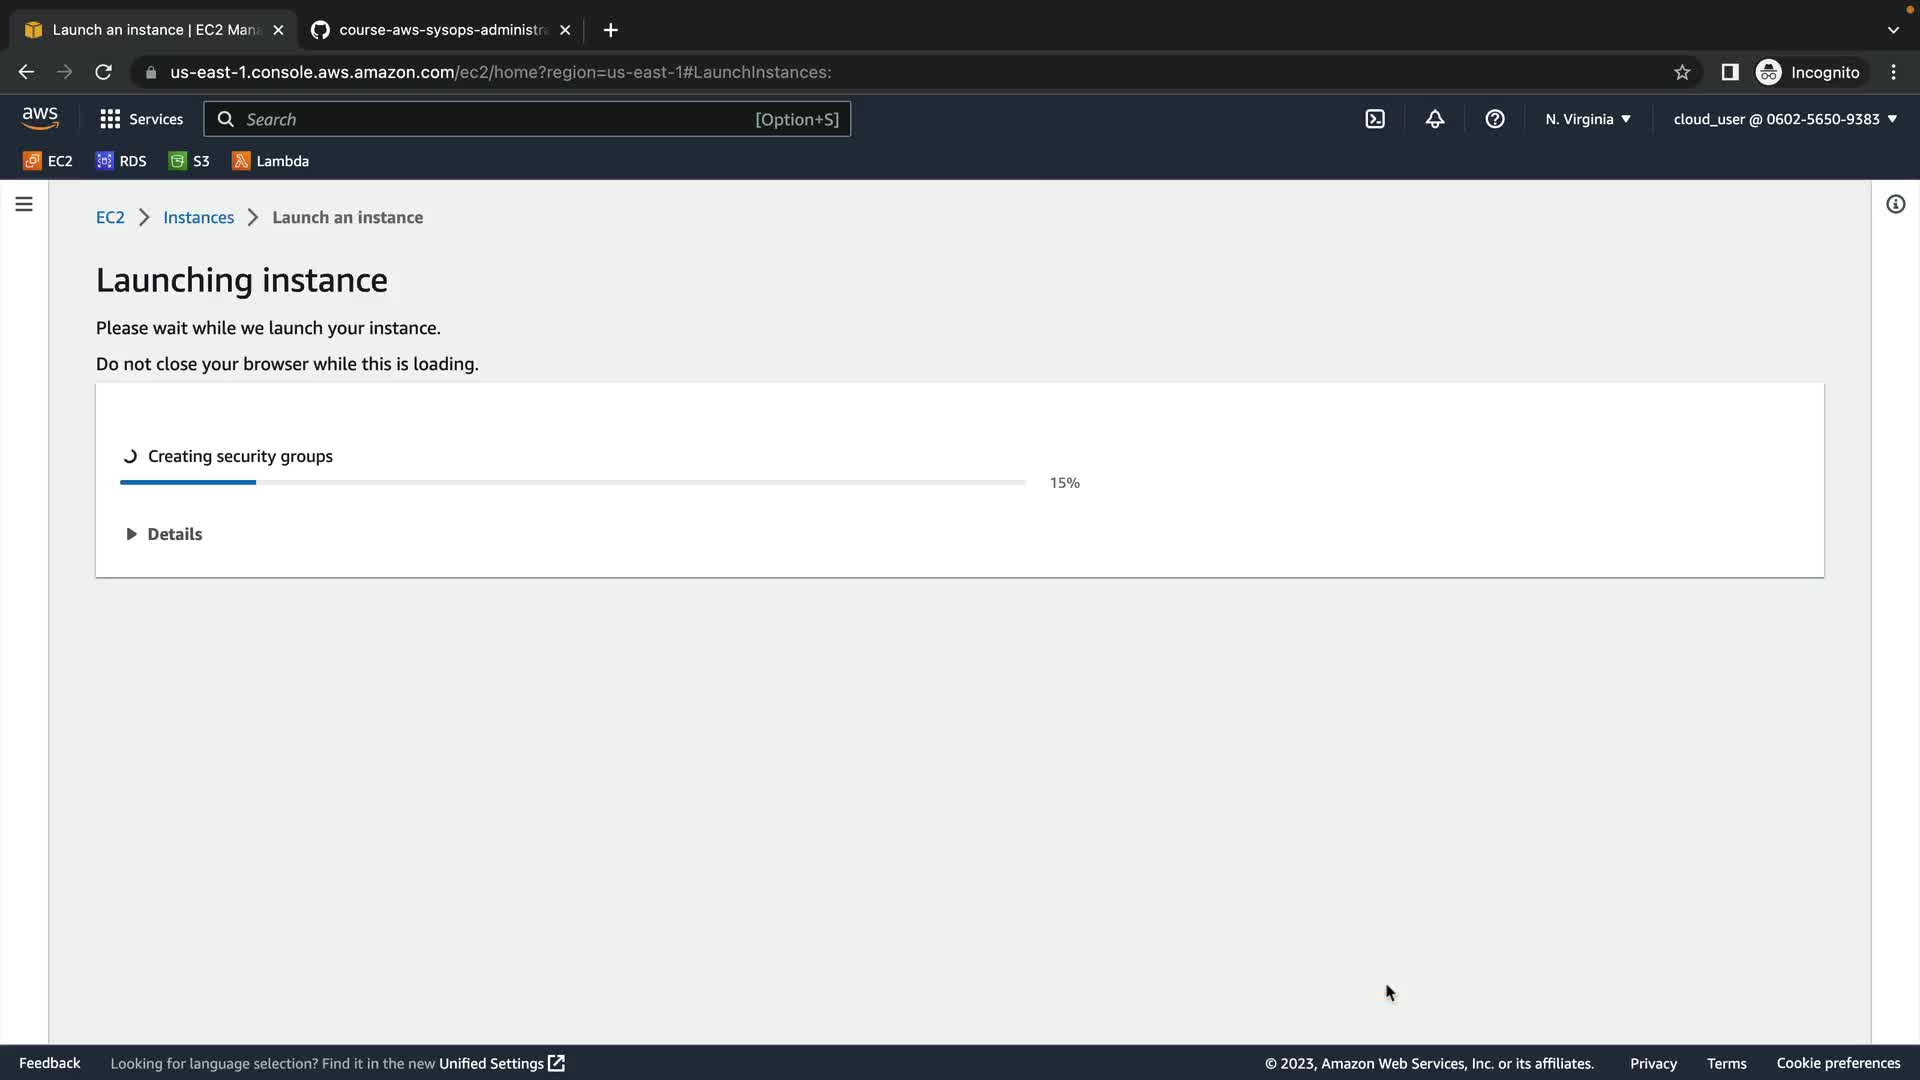 Launch an instance | EC2 Mana
course-aws-sysops-administra
us-east-1.console.aws.amazon.com/ec2/home?region=us-east-1#LaunchInstances:
Incognito
aws
Services
Search
[Option+S]
N. Virginia
cloud_user @ 0602-5650-9383
EC2
RDS
S3
Lambda
EC2
Instances
Launch an instance
Launching instance
Please wait while we launch your instance.
Do not close your browser while this is loading.
Creating security groups
15%
Details
Feedback
Looking for language selection? Find it in the new Unified Settings
© 2023, Amazon Web Services, Inc. or its affiliates.
Privacy
Terms
Cookie preferences